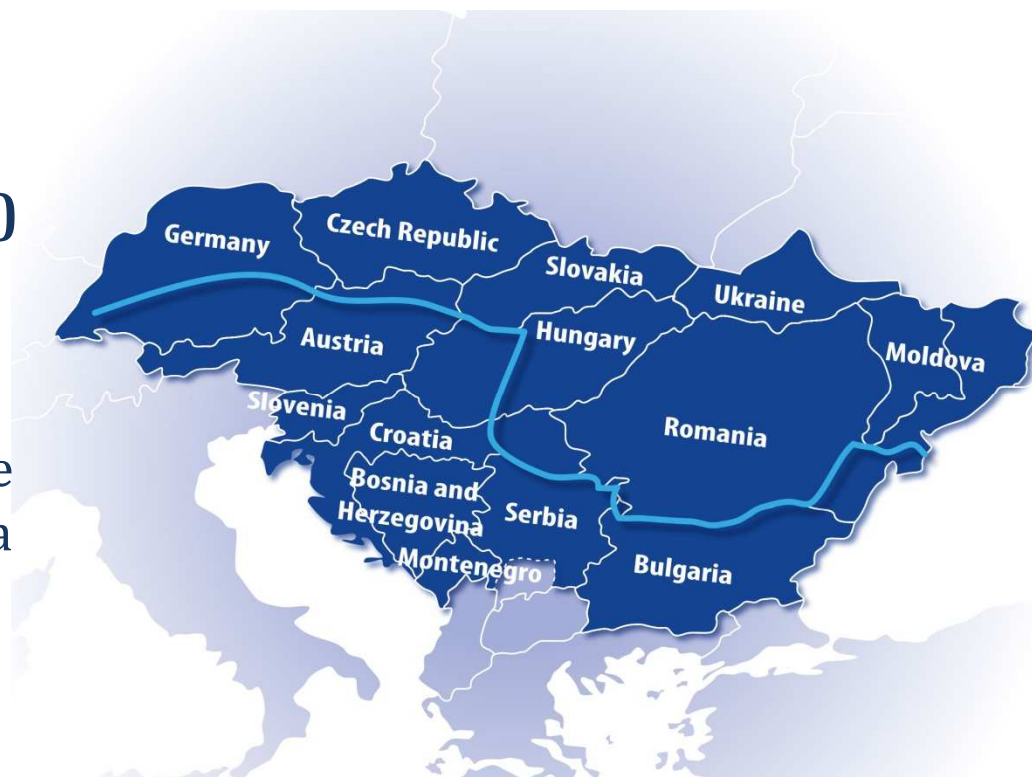 Germany
Czech Republic
Slovakia
Ukraine
Austria
Hungary
Moldova
Slovenia
Croatia
Romania
Bosnia and
Herzegovina
Serbia
Montenegro
Bulgaria